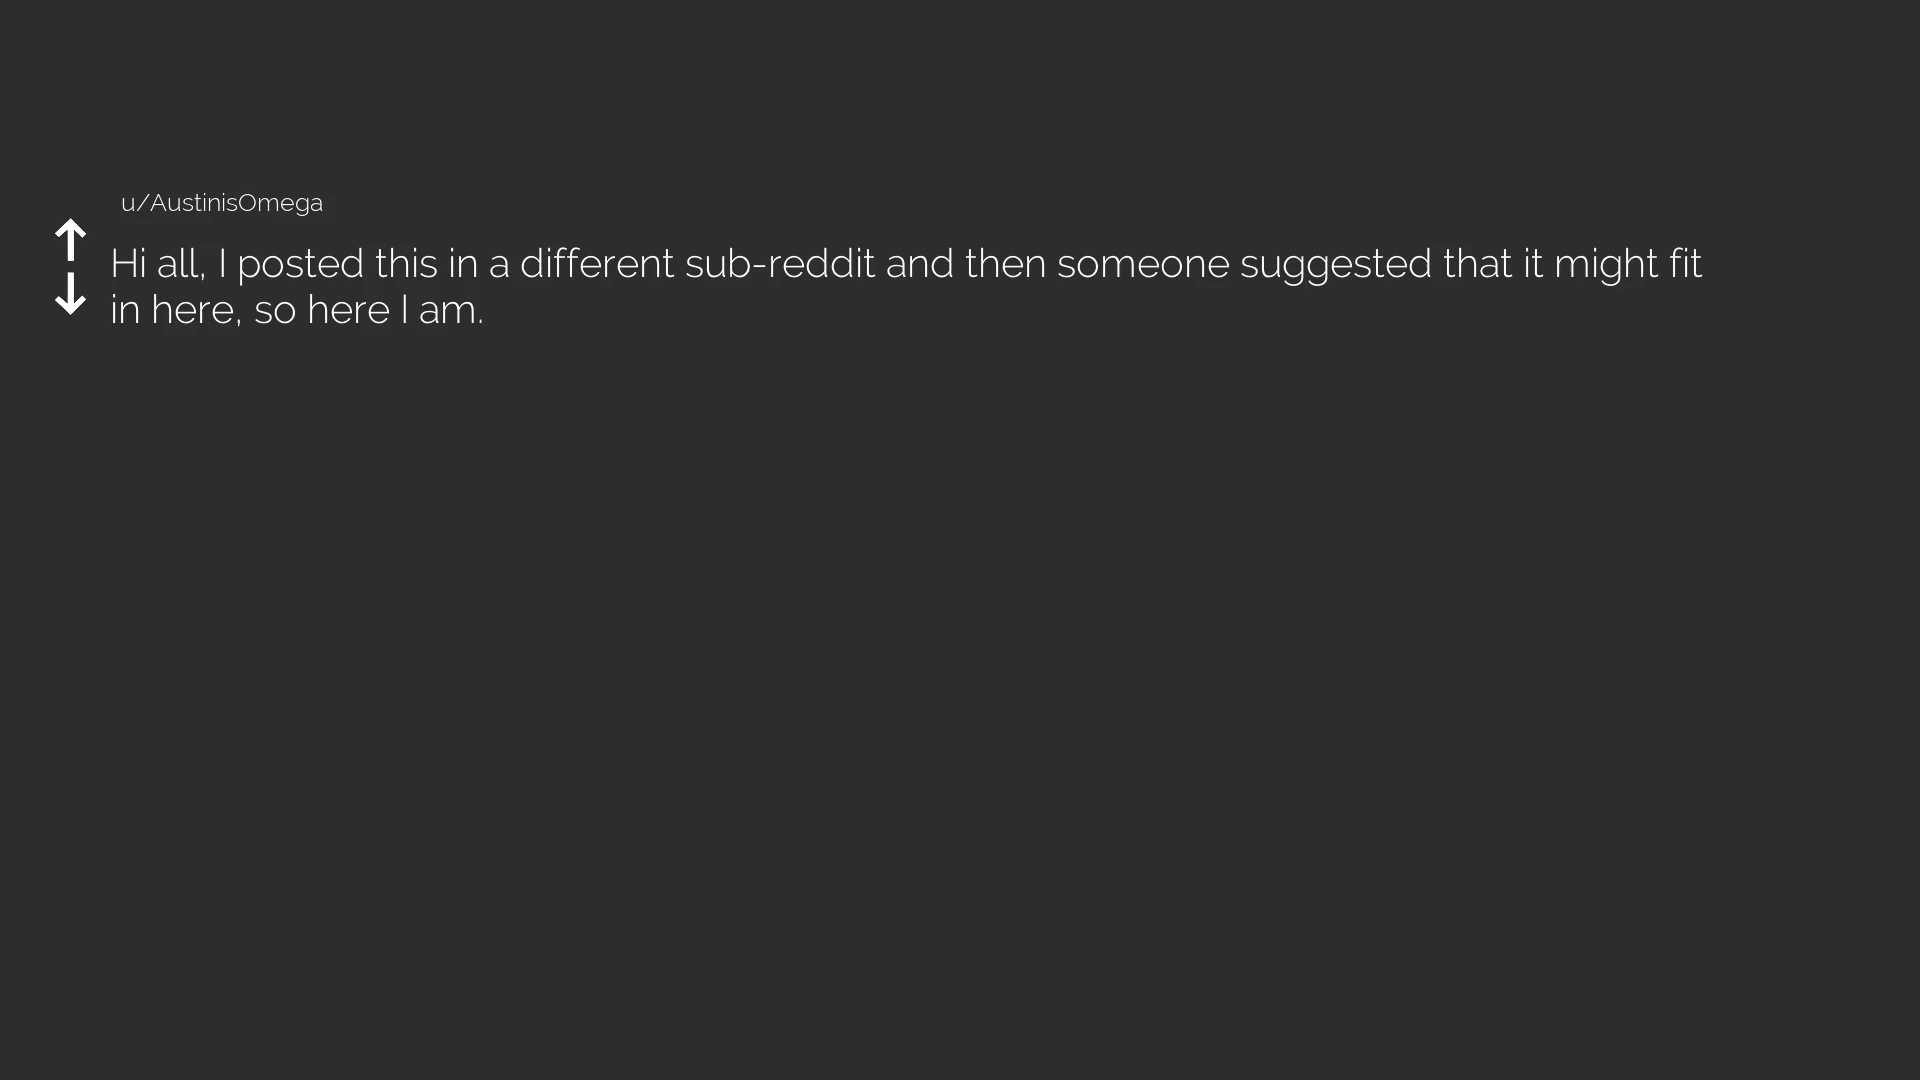 u/AustinisOmega
Hi all, I posted this in a different sub-reddit and then someone suggested that it might fit
in here, so here I am.